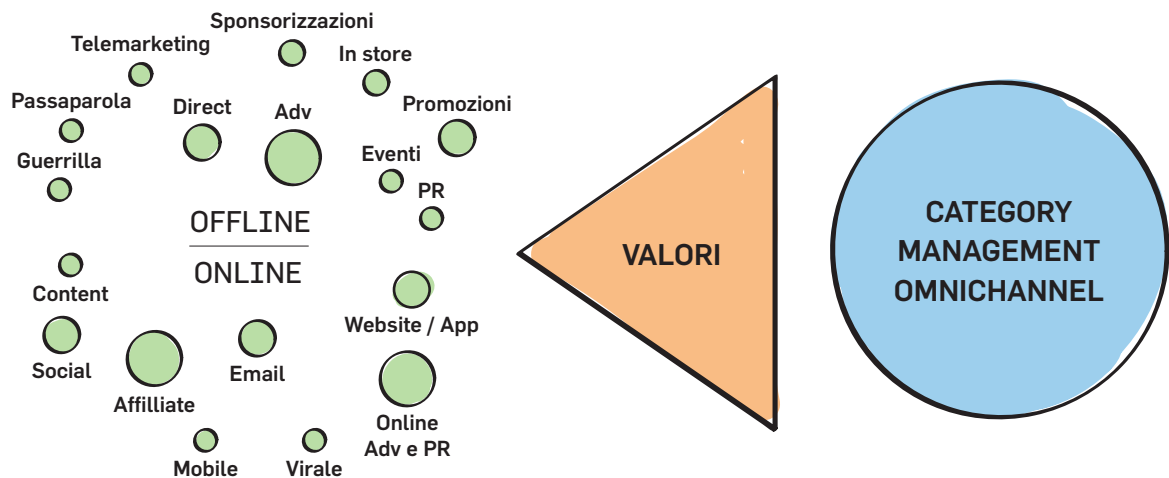 Sponsorizzazioni
Telemarketing
In store
Passaparola
Direct
Adv
Promozioni
Guerrilla
Eventi
PR
OFFLINE
ONLINE
Content
Website / App
Social
Email
Affilliate
Online
Adv e PR
Mobile
Virale
VALORI
CATEGORY
MANAGEMENT
OMNICHANNEL